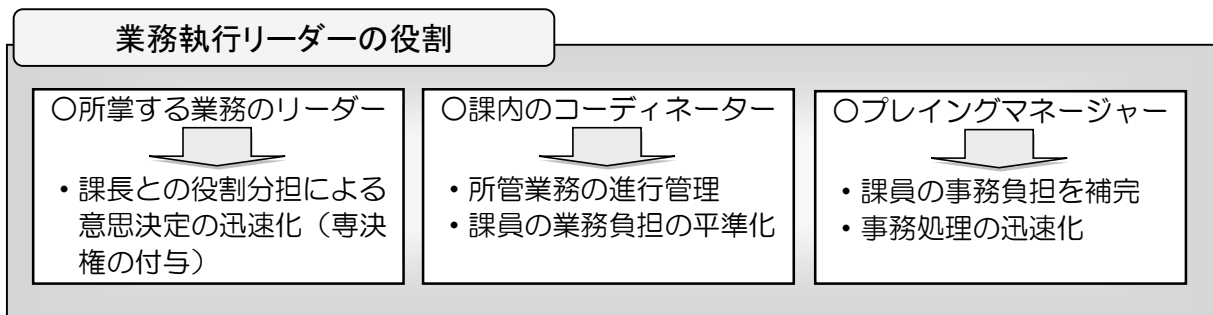 業務執行リーダーの役割
○所掌する業務のリーダー
・課長との役割分担による
意思決定の迅速化（専決
権の付与）
○課内のコーディネーター
・所管業務の進行管理
・課員の業務負担の平準化
○プレイングマネージャー
・課員の事務負担を補完
・事務処理の迅速化